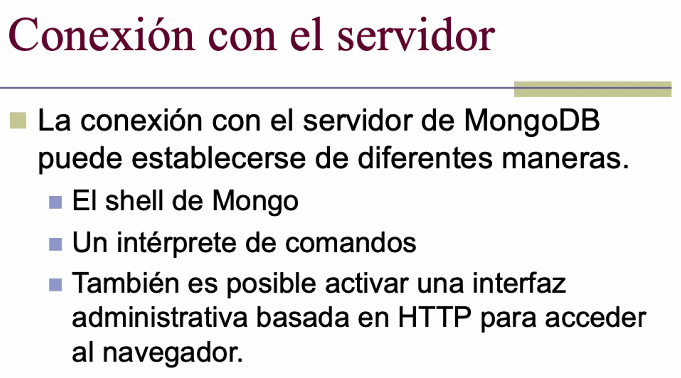 Conexión con el servidor
La conexión con el servidor de MongoDB
puede establecerse de diferentes maneras.
El shell de Mongo
Un intérprete de comandos
También es posible activar una interfaz
administrativa basada en HTTP para acceder
al navegador.